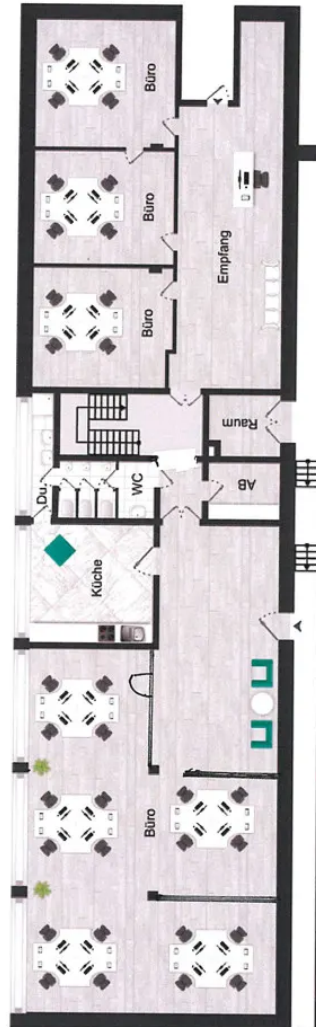 Büro
Büro
Büro
Empfang
Raum
AB
WC
Du.
Küche
Büro